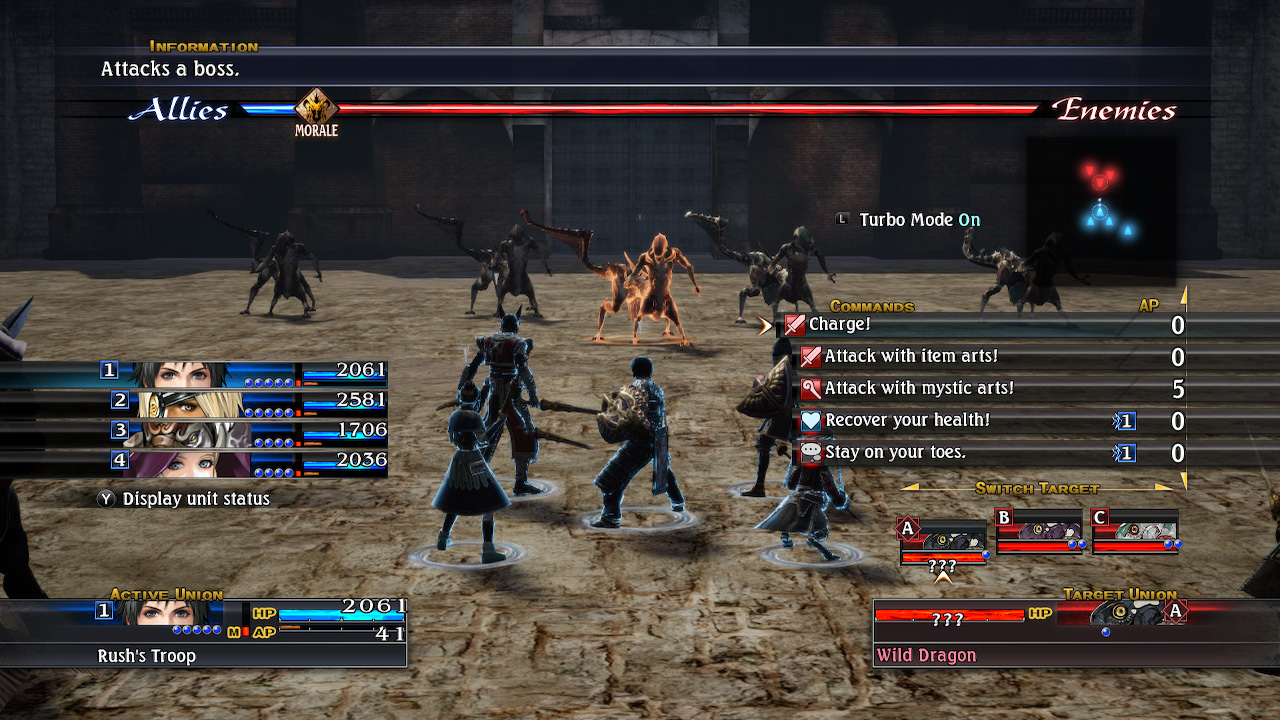 INFORMATION
Attacks a boss.
Allies
MORALE
Enemies
L Turbo Mode On
COMMANDS AP
Charge! 0
Attack with item arts! 0
Attack with mystic arts! 5
Recover your health! 1 0
Stay on your toes. 1 0
1 2061
2 2581
3 1706
4 2036
Y Display unit status
SWITCH TARGET
A B C
???
ACTIVE UNION
1 HP 2061
M AP 41
Rush's Troop
TARGET UNION
??? HP A
Wild Dragon